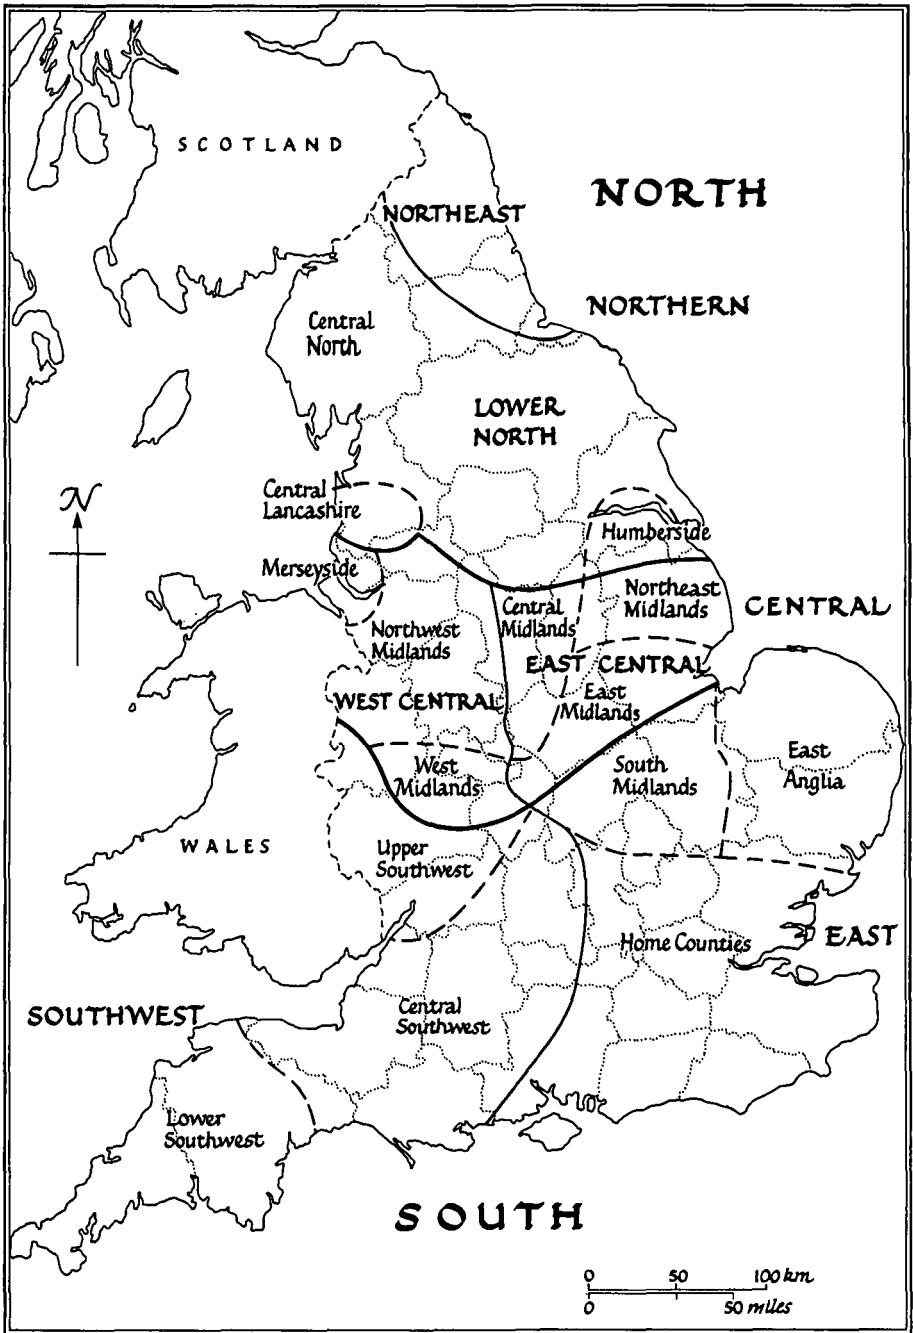 SCOTLAND
NORTH
NORTHEAST
NORTHERN
Central
North
LOWER
NORTH
N
Central
Lancashire
Humberside
Merseyside
Northeast
Midlands
CENTRAL
Central
Midlands
Northwest
Midlands
EAST CENTRAL
WEST CENTRAL
East
Midlands
East
Anglia
West
Midlands
South
Midlands
WALES
Upper
Southwest
Home Counties
EAST
SOUTHWEST
Central
Southwest
Lower
Southwest
SOUTH
0 50 100 km
0 50 miles